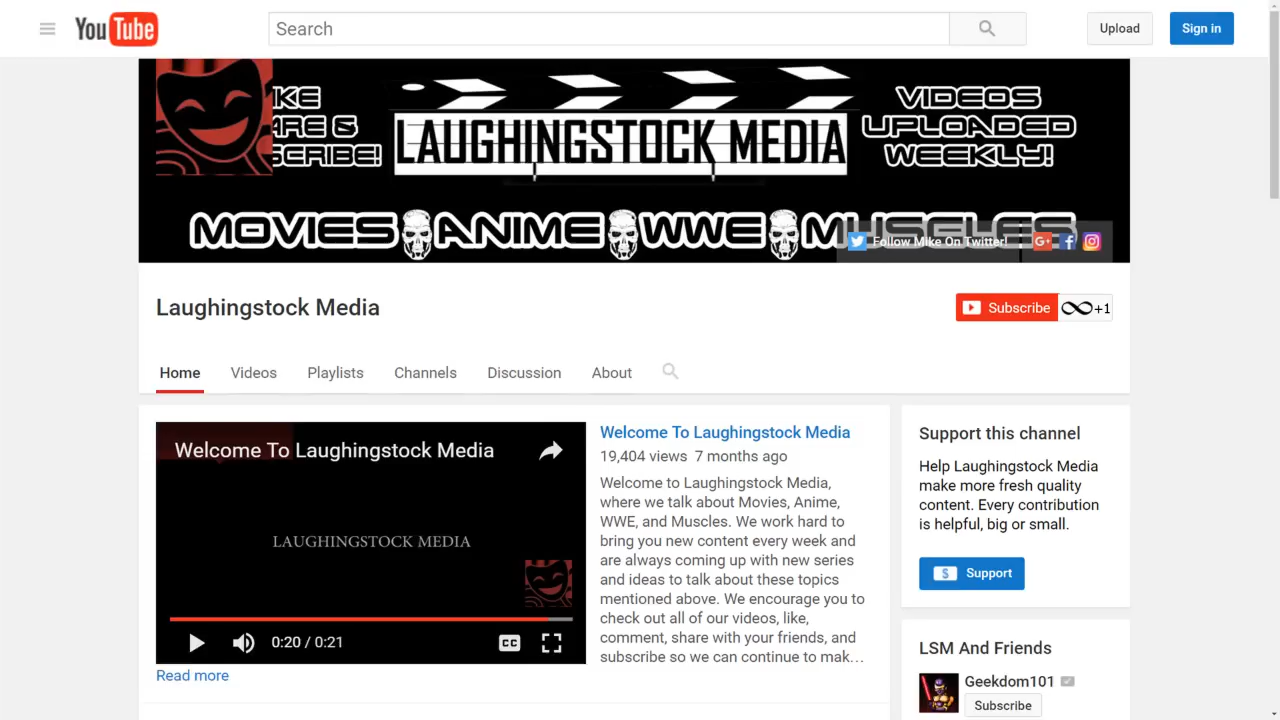 YouTube
Search
Upload
Sign in
KE
ARE &
SCRIBE!
LAUGHINGSTOCK MEDIA
VIDEOS
UPLOADED
WEEKLY!
MOVIES ANIME WWE MUSCLES
Follow Mike On Twitter!
G+
Laughingstock Media
Subscribe
∞+1
Home
Videos
Playlists
Channels
Discussion
About
Welcome To Laughingstock Media
LAUGHINGSTOCK MEDIA
0:20 / 0:21
CC
Read more
Welcome To Laughingstock Media
19,404 views 7 months ago
Welcome to Laughingstock Media,
where we talk about Movies, Anime,
WWE, and Muscles. We work hard to
bring you new content every week and
are always coming up with new series
and ideas to talk about these topics
mentioned above. We encourage you to
check out all of our videos, like,
comment, share with your friends, and
subscribe so we can continue to mak…
Support this channel
Help Laughingstock Media
make more fresh quality
content. Every contribution
is helpful, big or small.
$ Support
LSM And Friends
Geekdom101
Subscribe